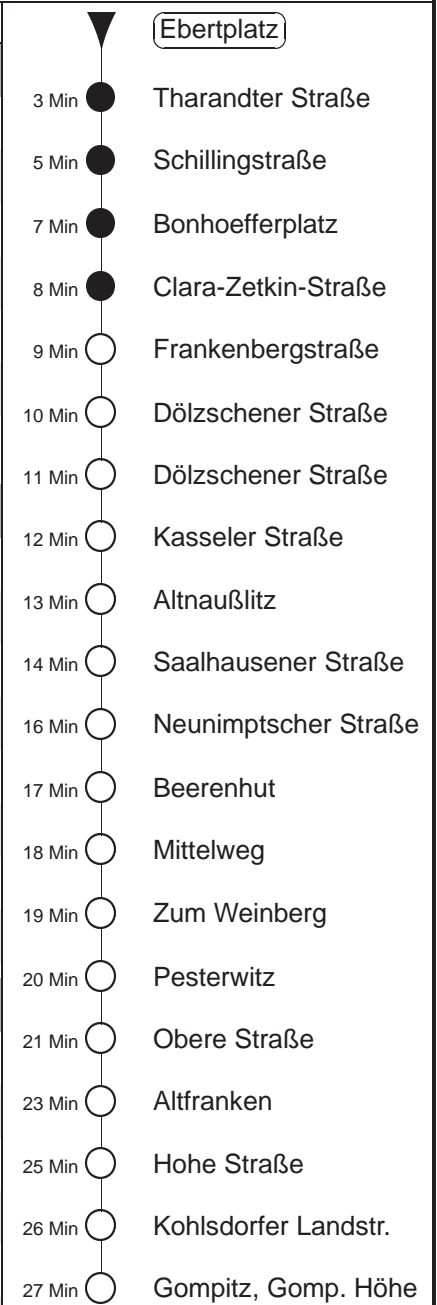 Ebertplatz
3 Min Tharandter Straße
5 Min Schillingstraße
7 Min Bonhoefferplatz
8 Min Clara-Zetkin-Straße
9 Min Frankenbergstraße
10 Min Dölzschener Straße
11 Min Dölzschener Straße
12 Min Kasseler Straße
13 Min Altnaußlitz
14 Min Saalhausener Straße
16 Min Neunimptscher Straße
17 Min Beerenhut
18 Min Mittelweg
19 Min Zum Weinberg
20 Min Pesterwitz
21 Min Obere Straße
23 Min Altfranken
25 Min Hohe Straße
26 Min Kohlsdorfer Landstr.
27 Min Gompitz, Gomp. Höhe